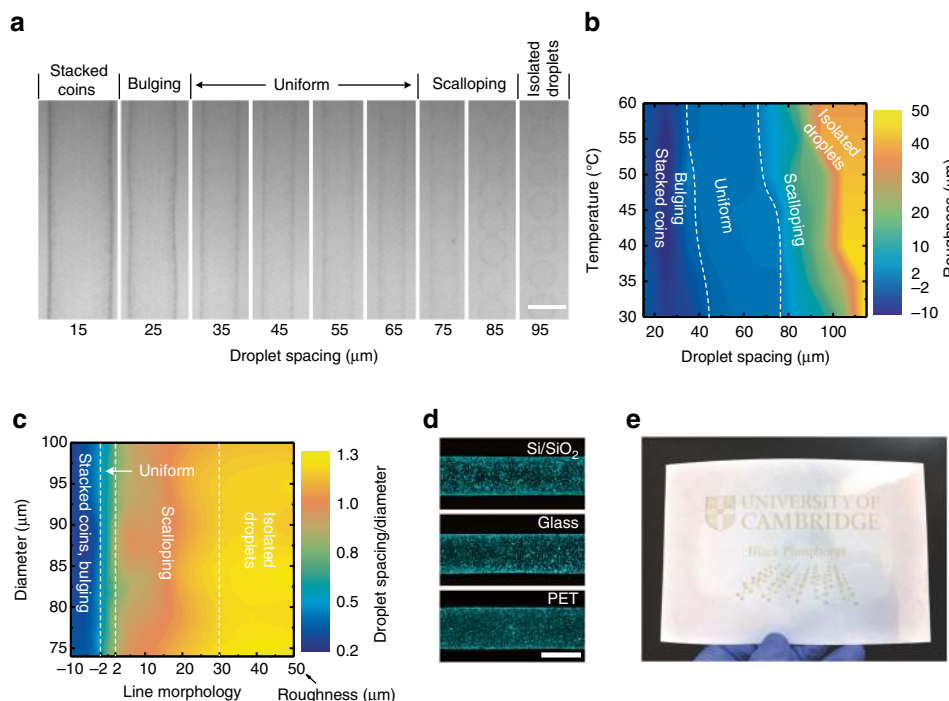 a
Stacked coins
Bulging
Uniform
Scalloping
Isolated droplets
15 25 35 45 55 65 75 85 95
Droplet spacing (μm)
b
60
55
50
45
40
35
30
Temperature (°C)
Stacked coins
Bulging
Uniform
Scalloping
Isolated droplets
20 40 60 80 100
Droplet spacing (μm)
50
40
30
20
10
2
−2
−10
Roughness (μm)
c
100
95
90
85
80
75
Diameter (μm)
Stacked coins, bulging
Uniform
Scalloping
Isolated droplets
−10 −2 2 10 20 30 40 50
Line morphology
Roughness (μm)
1.3
1.0
0.8
0.5
0.2
Droplet spacing/diameter
d
Si/SiO₂
Glass
PET
e
UNIVERSITY OF
CAMBRIDGE
Black Phosphorus